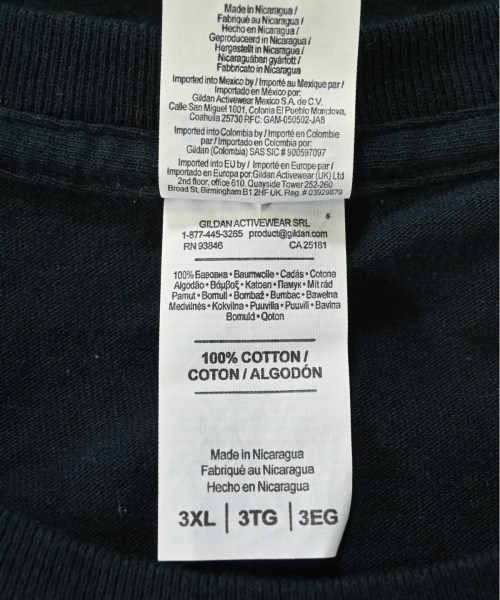 Made in Nicaragua/
Fabriqué au Nicaragua/
Hecho en Nicaragua/
Geproduceerd in Nicaragua/
Hergestellt in Nicaragua/
Nicaraguában gyártott/
Fabbricato in Nicaragua
Imported into Mexico by/ Importé au Mexique par/
Importado en México por:
Gildan Activewear Mexico S.A. de C.V.
Calle San Miguel 1001, Colonia El Pueblo Monclova,
Coahuila 25730 RFC: GAM-050502-JA8
Imported into Colombia by / Importé en Colombie
par / Importado en Colombia por:
Gildan (Colombia) SAS SIC # 900597097
Imported into EU by / Importé en Europe par /
Importado en Europa por:Gildan Activewear (UK) Ltd
2nd floor, office 610. Quayside Tower 252-260
Broad St, Birmingham B1 2HF UK. Reg. # 03929879
6
GILDAN ACTIVEWEAR SRL
1-877-445-3265 product@gildan.com
RN 93846 CA 25181
100% Бавовна • Baumwolle • Cadás • Cotone
Algodão • Βάμβαξ • Katoen • Памук • Mit rád
Pamut • Bomull • Bombaž • Bumbac • Bawełna
Medvilnės • Kokvilna • Puuvilla • Puuvill • Bavlna
Bomuld • Qoton
100% COTTON /
COTON / ALGODÓN
Made in Nicaragua
Fabriqué au Nicaragua
Hecho en Nicaragua
3XL | 3TG | 3EG